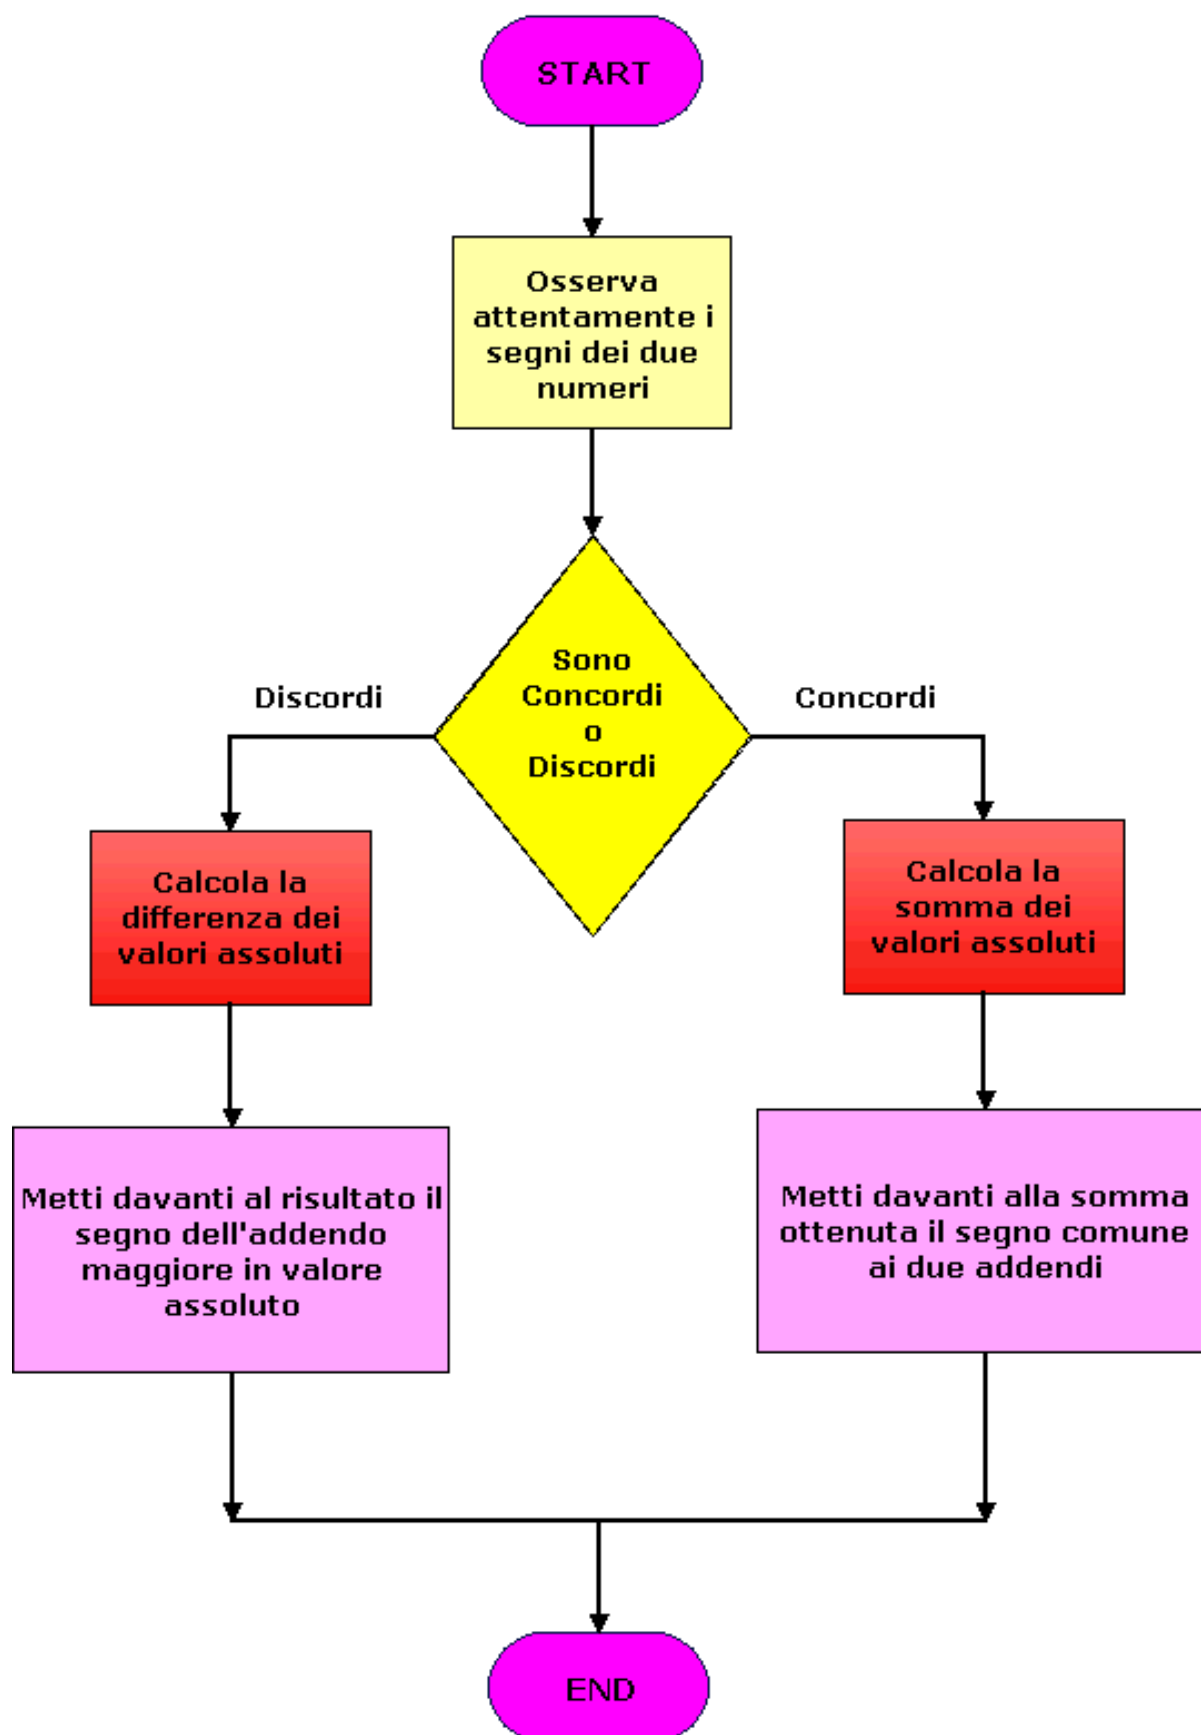 START
Osserva
attentamente i
segni dei due
numeri
Sono
Concordi
o
Discordi
Discordi
Concordi
Calcola la
differenza dei
valori assoluti
Calcola la
somma dei
valori assoluti
Metti davanti al risultato il
segno dell'addendo
maggiore in valore
assoluto
Metti davanti alla somma
ottenuta il segno comune
ai due addendi
END